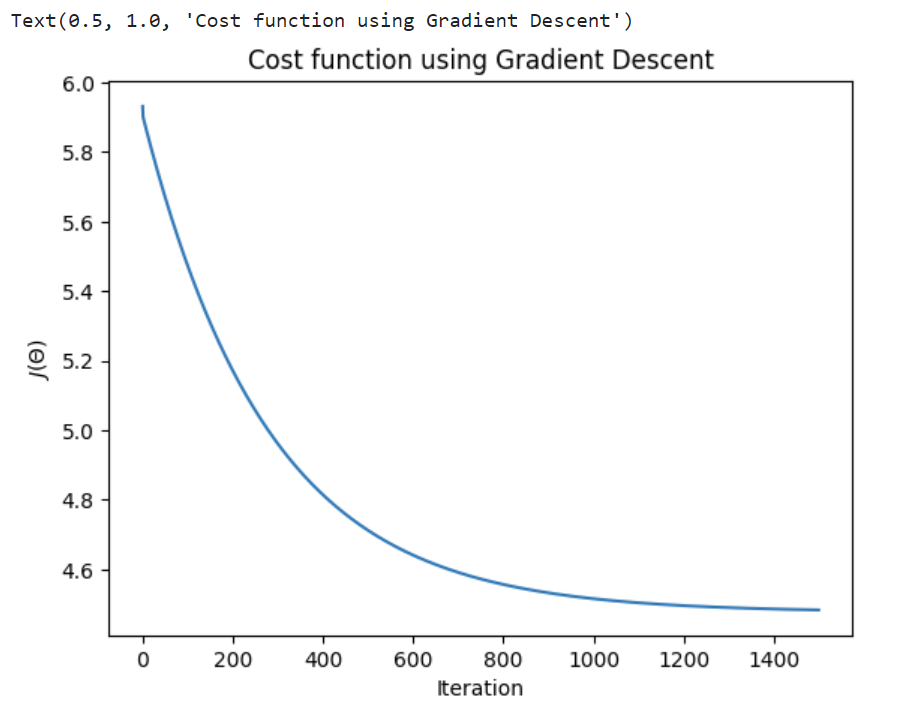 Text(0.5, 1.0, 'Cost function using Gradient Descent')
Cost function using Gradient Descent
6.0
5.8
5.6
5.4
5.2
5.0
4.8
4.6
J(Θ)
0 200 400 600 800 1000 1200 1400
Iteration